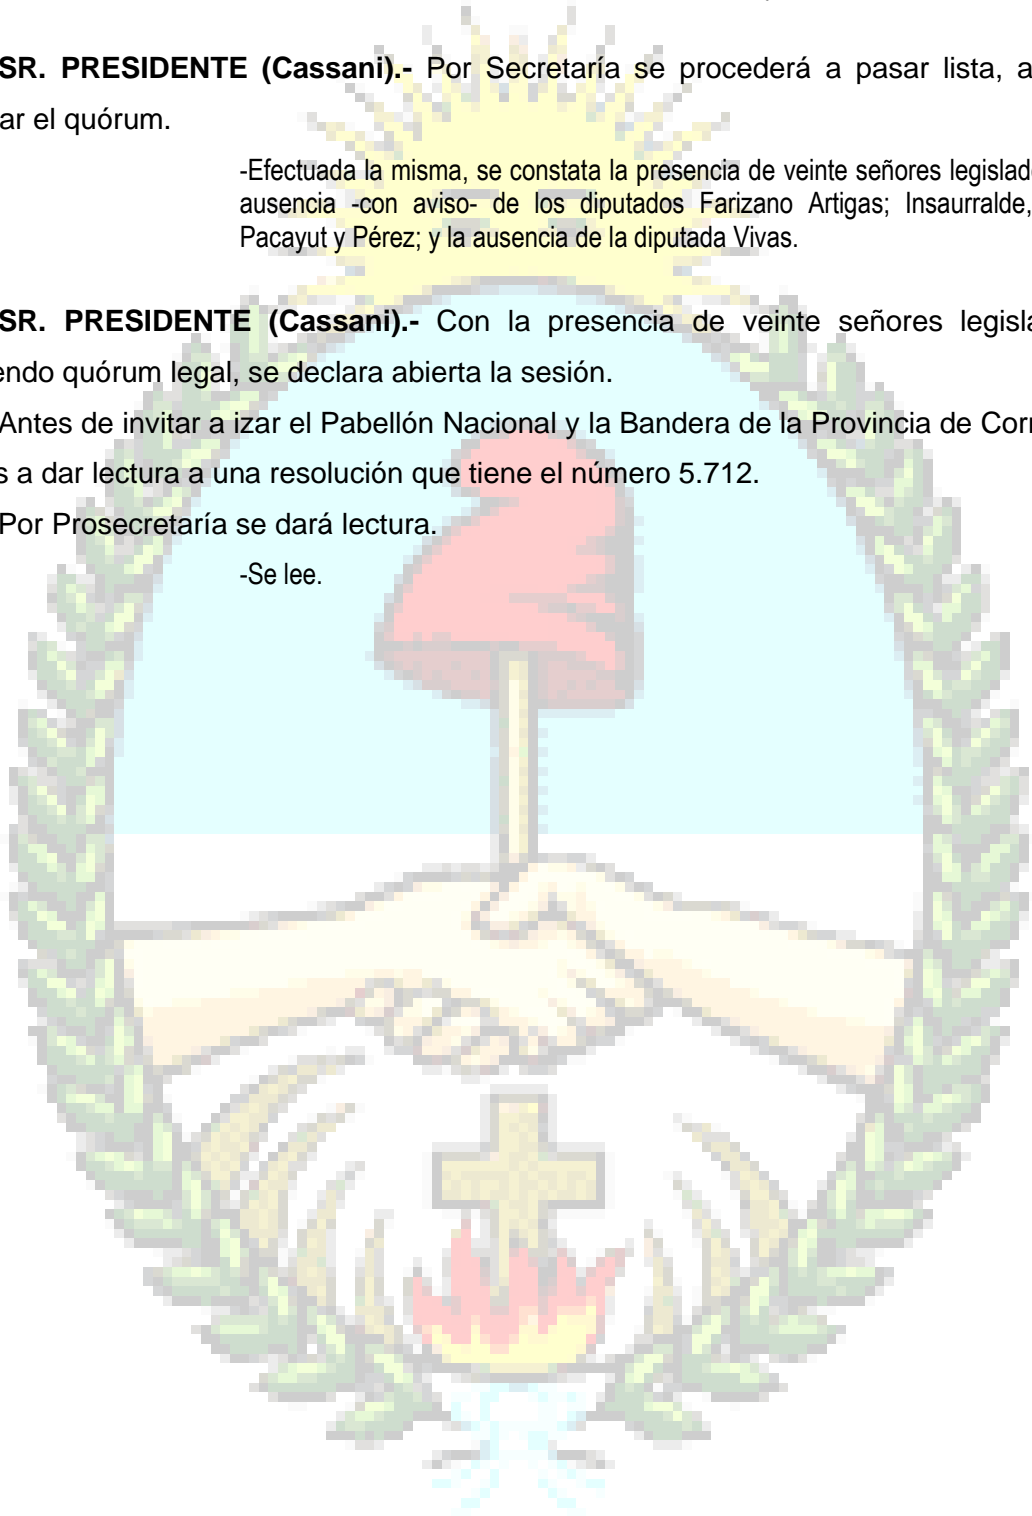 SR. PRESIDENTE (Cassani).- Por Secretaría se procederá a pasar lista, a
ar el quórum.
-Efectuada la misma, se constata la presencia de veinte señores legislad
ausencia -con aviso- de los diputados Farizano Artigas; Insaurralde,
Pacayut y Pérez; y la ausencia de la diputada Vivas.
SR. PRESIDENTE (Cassani).- Con la presencia de veinte señores legisla
endo quórum legal, se declara abierta la sesión.
Antes de invitar a izar el Pabellón Nacional y la Bandera de la Provincia de Corr
s a dar lectura a una resolución que tiene el número 5.712.
Por Prosecretaría se dará lectura.
-Se lee.